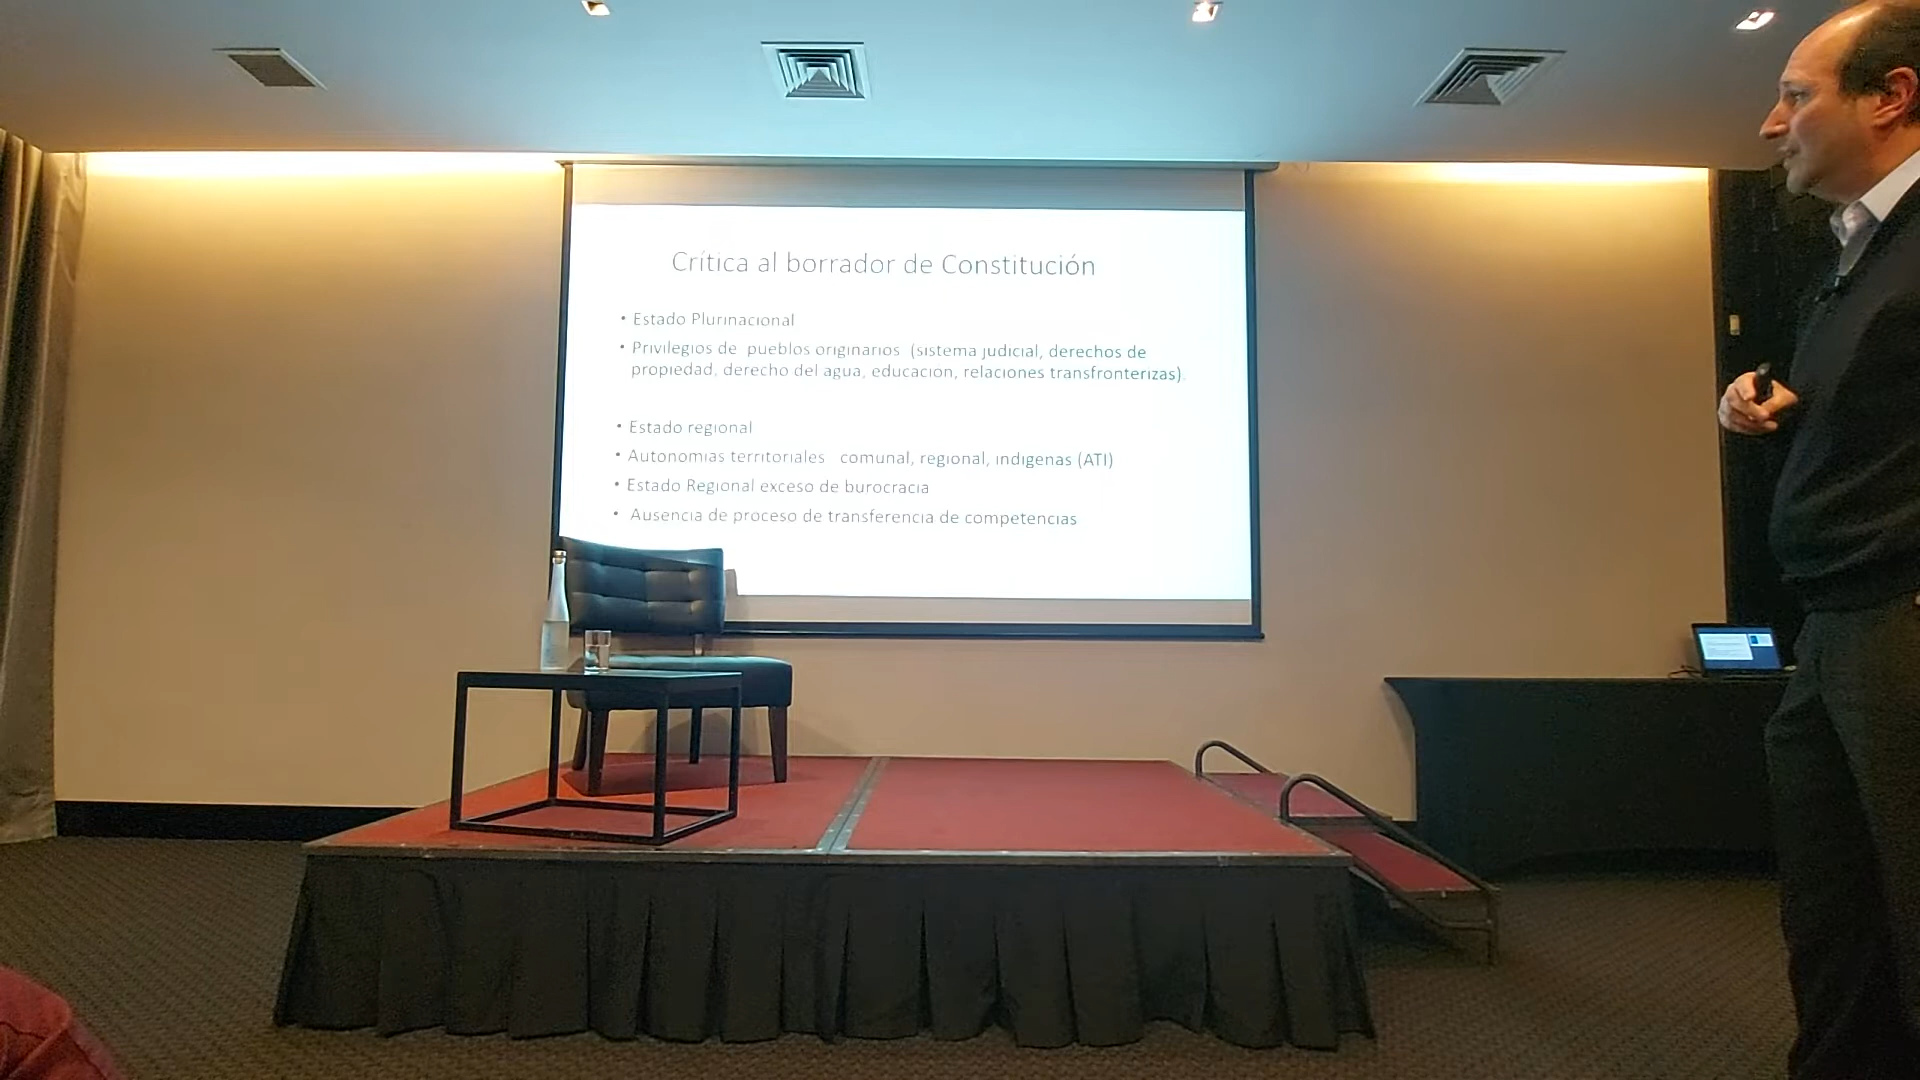 Crítica al borrador de Constitución
• Estado Plurinacional
• Privilegios de pueblos originarios (sistema judicial, derechos de
propiedad, derecho del agua, educacion, relaciones transfronterizas).
• Estado regional
• Autonomias territoriales comunal, regional, indigenas (ATI)
• Estado Regional exceso de burocracia
• Ausencia de proceso de transferencia de competencias